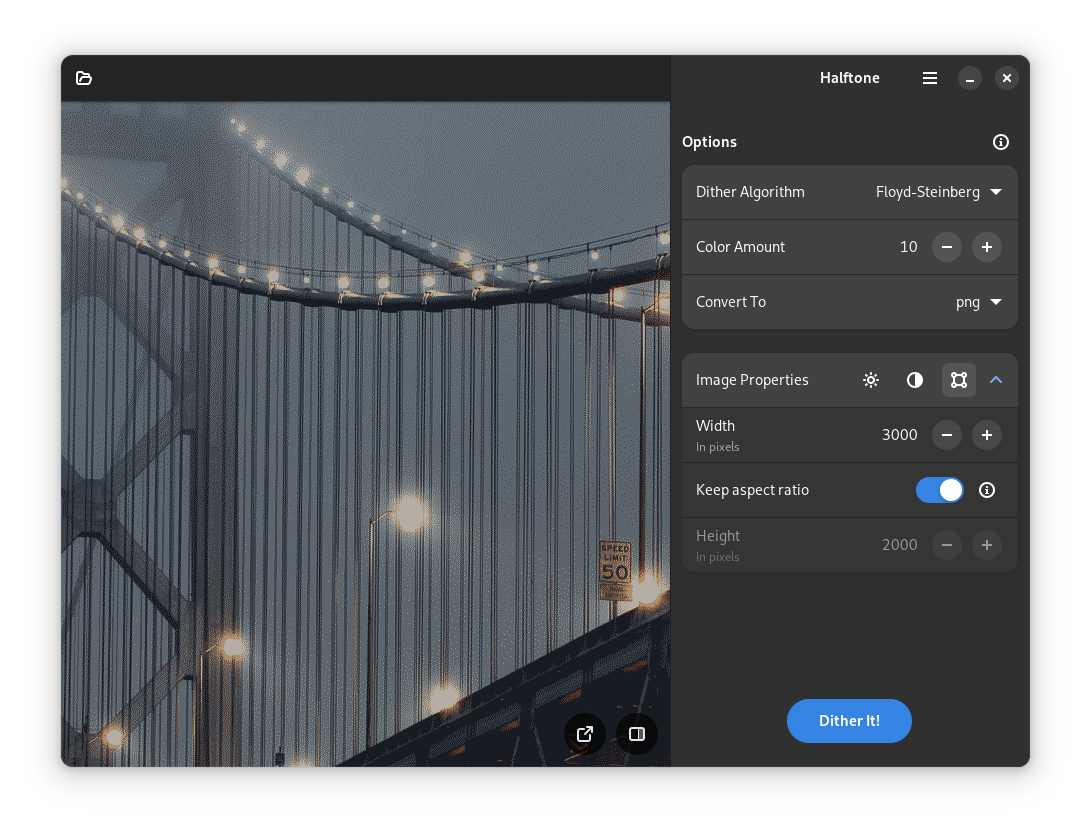 Halftone
Options
Dither Algorithm Floyd-Steinberg
Color Amount 10
Convert To png
Image Properties
Width
In pixels
3000
Keep aspect ratio
Height
In pixels
2000
SPEED
LIMIT
50
Dither It!